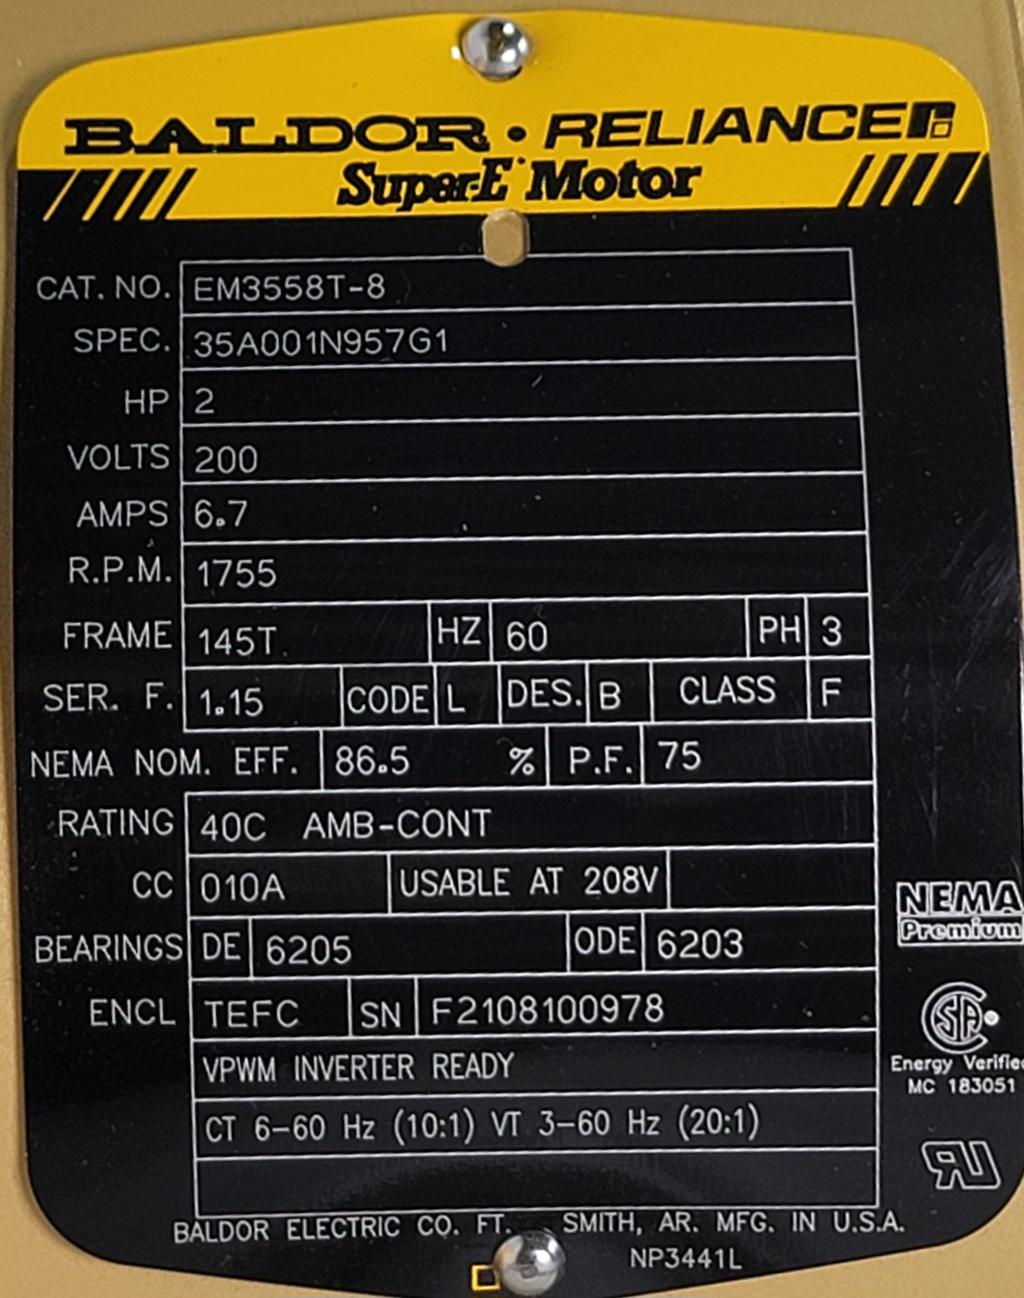 BALDOR • RELIANCE
Super-E Motor
CAT. NO. EM3558T-8
SPEC. 35A001N957G1
HP 2
VOLTS 200
AMPS 6.7
R.P.M. 1755
FRAME 145T HZ 60 PH 3
SER. F. 1.15 CODE L DES. B CLASS F
NEMA NOM. EFF. 86.5 % P.F. 75
RATING 40C AMB-CONT
CC 010A USABLE AT 208V
NEMA
Premium
BEARINGS DE 6205 ODE 6203
ENCL TEFC SN F2108100978
SA
Energy Verified
MC 183051
VPWM INVERTER READY
CT 6-60 Hz (10:1) VT 3-60 Hz (20:1)
RU
BALDOR ELECTRIC CO. FT. SMITH, AR. MFG. IN U.S.A.
NP3441L